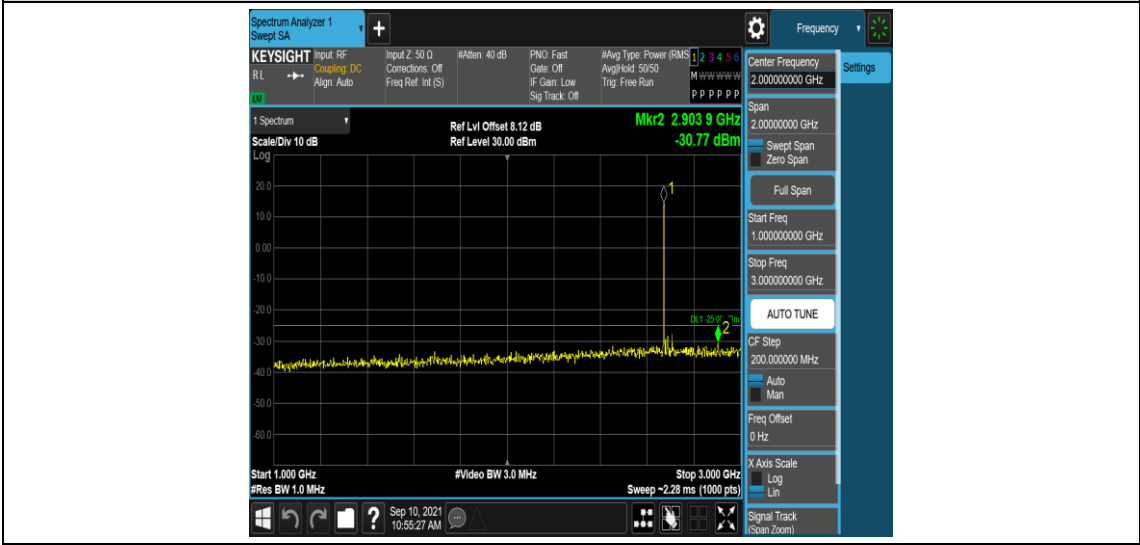 Spectrum Analyzer 1
Swept SA
+
Frequency
KEYSIGHT
RL
Input: RF
Coupling: DC
Align: Auto
Input Z: 50 Ω
Corrections: Off
Freq Ref: Int (S)
#Atten: 40 dB
PNO: Fast
Gate: Off
IF Gain: Low
Sig Track: Off
#Avg Type: Power (RMS
Avg|Hold: 50/50
Trig: Free Run
1 2 3 4 5 6
M W W W W W
P P P P P P
Center Frequency
2.000000000 GHz
Settings
1 Spectrum
Scale/Div 10 dB
Log
Ref Lvl Offset 8.12 dB
Ref Level 30.00 dBm
Mkr2 2.903 9 GHz
-30.77 dBm
Span
2.00000000 GHz
Swept Span
Zero Span
Full Span
Start Freq
1.000000000 GHz
Stop Freq
3.000000000 GHz
AUTO TUNE
CF Step
200.000000 MHz
Auto
Man
Freq Offset
0 Hz
X Axis Scale
Log
Lin
Signal Track
(Span Zoom)
20.0
10.0
0.00
-10.0
-20.0
-30.0
-40.0
-50.0
-60.0
1
2
Start 1.000 GHz
#Res BW 1.0 MHz
#Video BW 3.0 MHz
Stop 3.000 GHz
Sweep ~2.28 ms (1000 pts)
?
Sep 10, 2021
10:55:27 AM